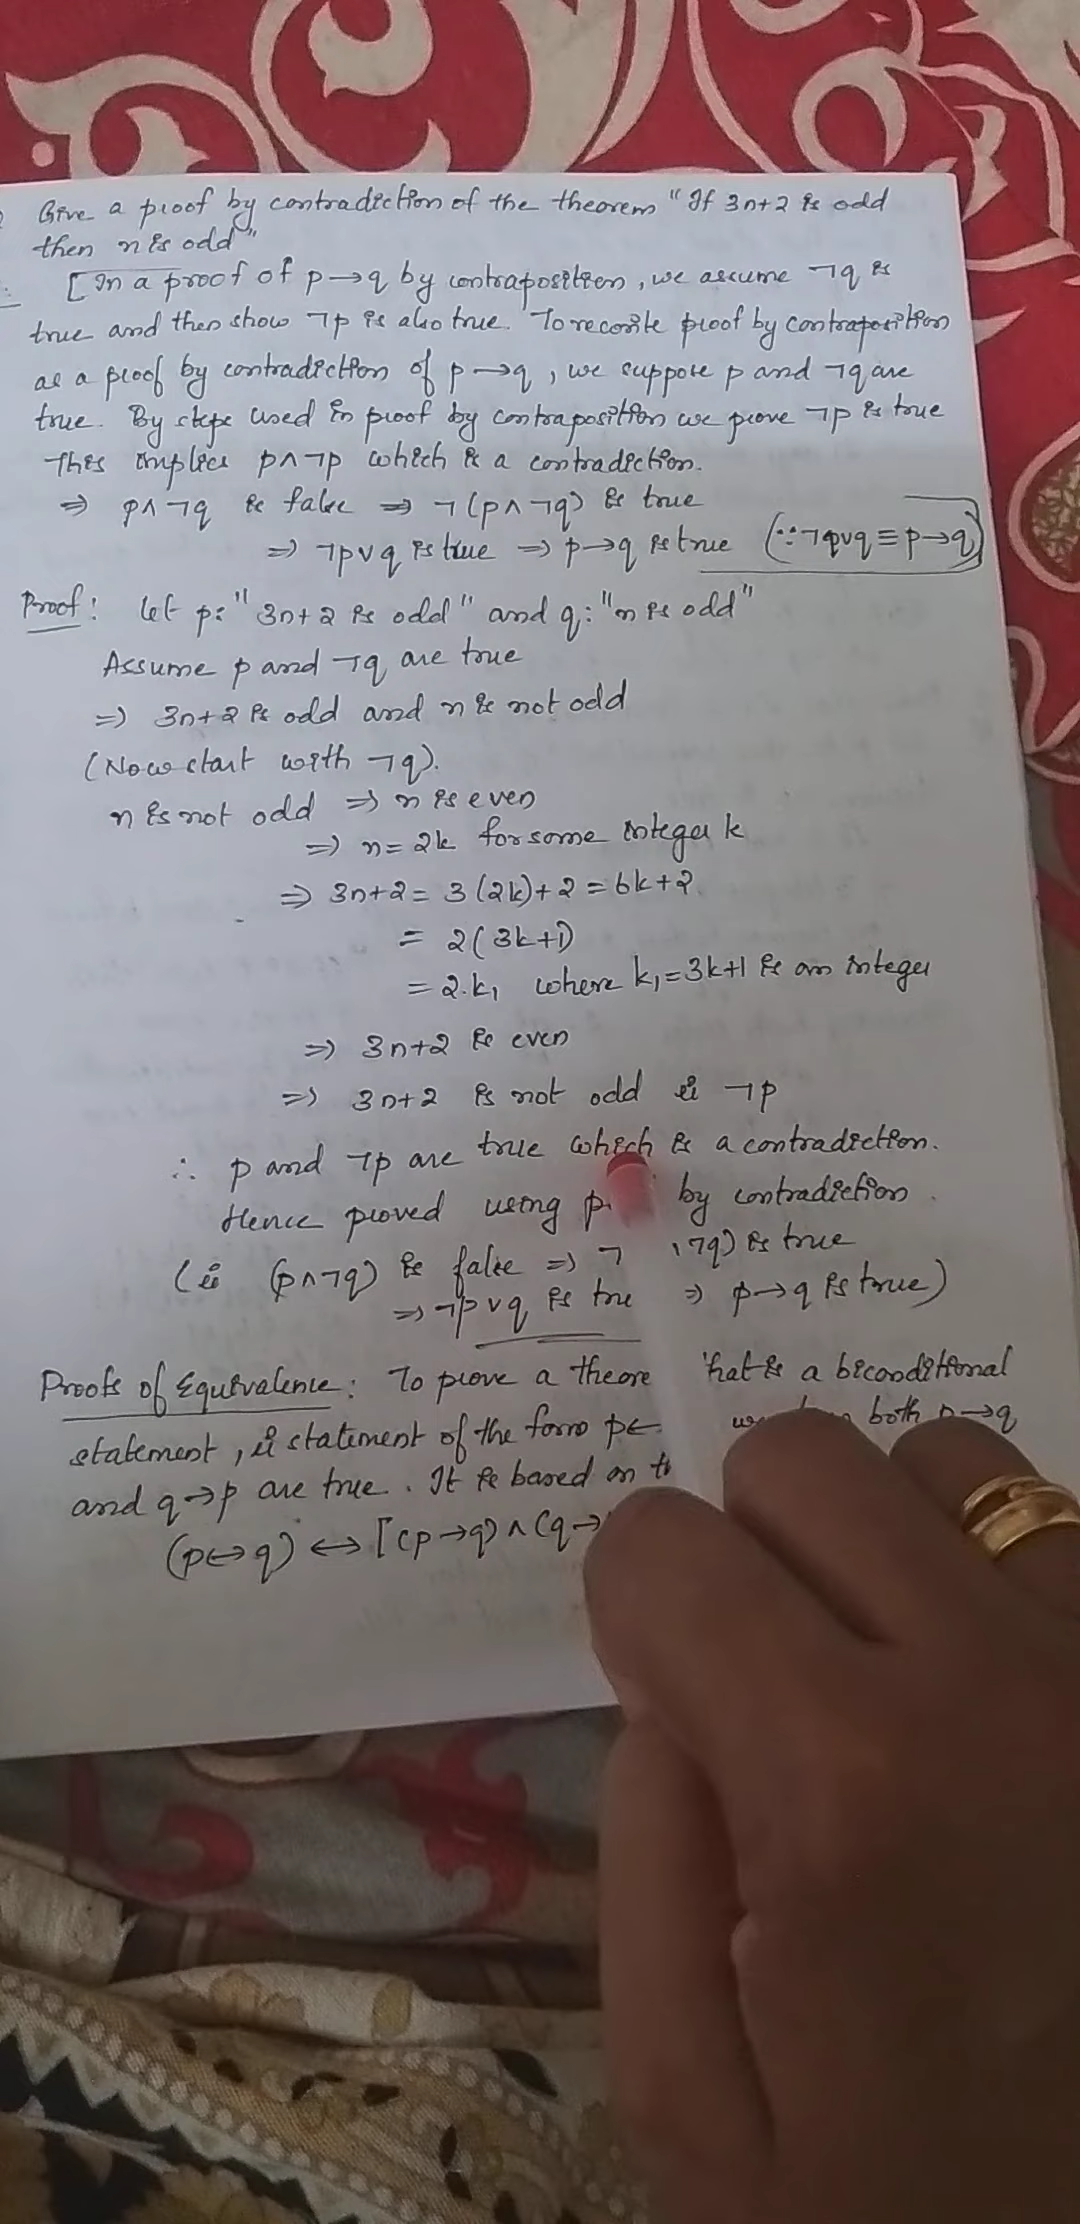 Give a proof by contradiction of the theorem "If 3n+2 is odd
then n is odd"
[In a proof of p→q by contraposition, we assume ¬q is
true and then show ¬p is also true. To rewrite proof by contraposition
as a proof by contradiction of p→q, we suppose p and ¬q are
true. By steps used in proof by contraposition we prove ¬p is true
This implies p∧¬p which is a contradiction.
⇒ p∧¬q is false ⇒ ¬(p∧¬q) is true
⇒ ¬p∨q is true ⇒ p→q is true (∵¬p∨q≡p→q)
Proof: Let p: "3n+2 is odd" and q: "n is odd"
Assume p and ¬q are true
⇒ 3n+2 is odd and n is not odd
(Now start with ¬q).
n is not odd ⇒ n is even
⇒ n=2k for some integer k
⇒ 3n+2 = 3(2k)+2 = 6k+2
= 2(3k+1)
= 2.k₁ where k₁=3k+1 is an integer
⇒ 3n+2 is even
⇒ 3n+2 is not odd ie ¬p
∴ p and ¬p are true which is a contradiction.
Hence proved using by contradiction.
(ie (p∧¬q) is false ⇒ ¬ ¬q) is true
⇒ ¬p∨q is ⇒ p→q is true)
Proofs of Equivalence: To prove a a biconditional
statement, ie statement of the form p← both p→q
and q→p are true. It is based on
(p↔q)↔[(p→q)∧(q→